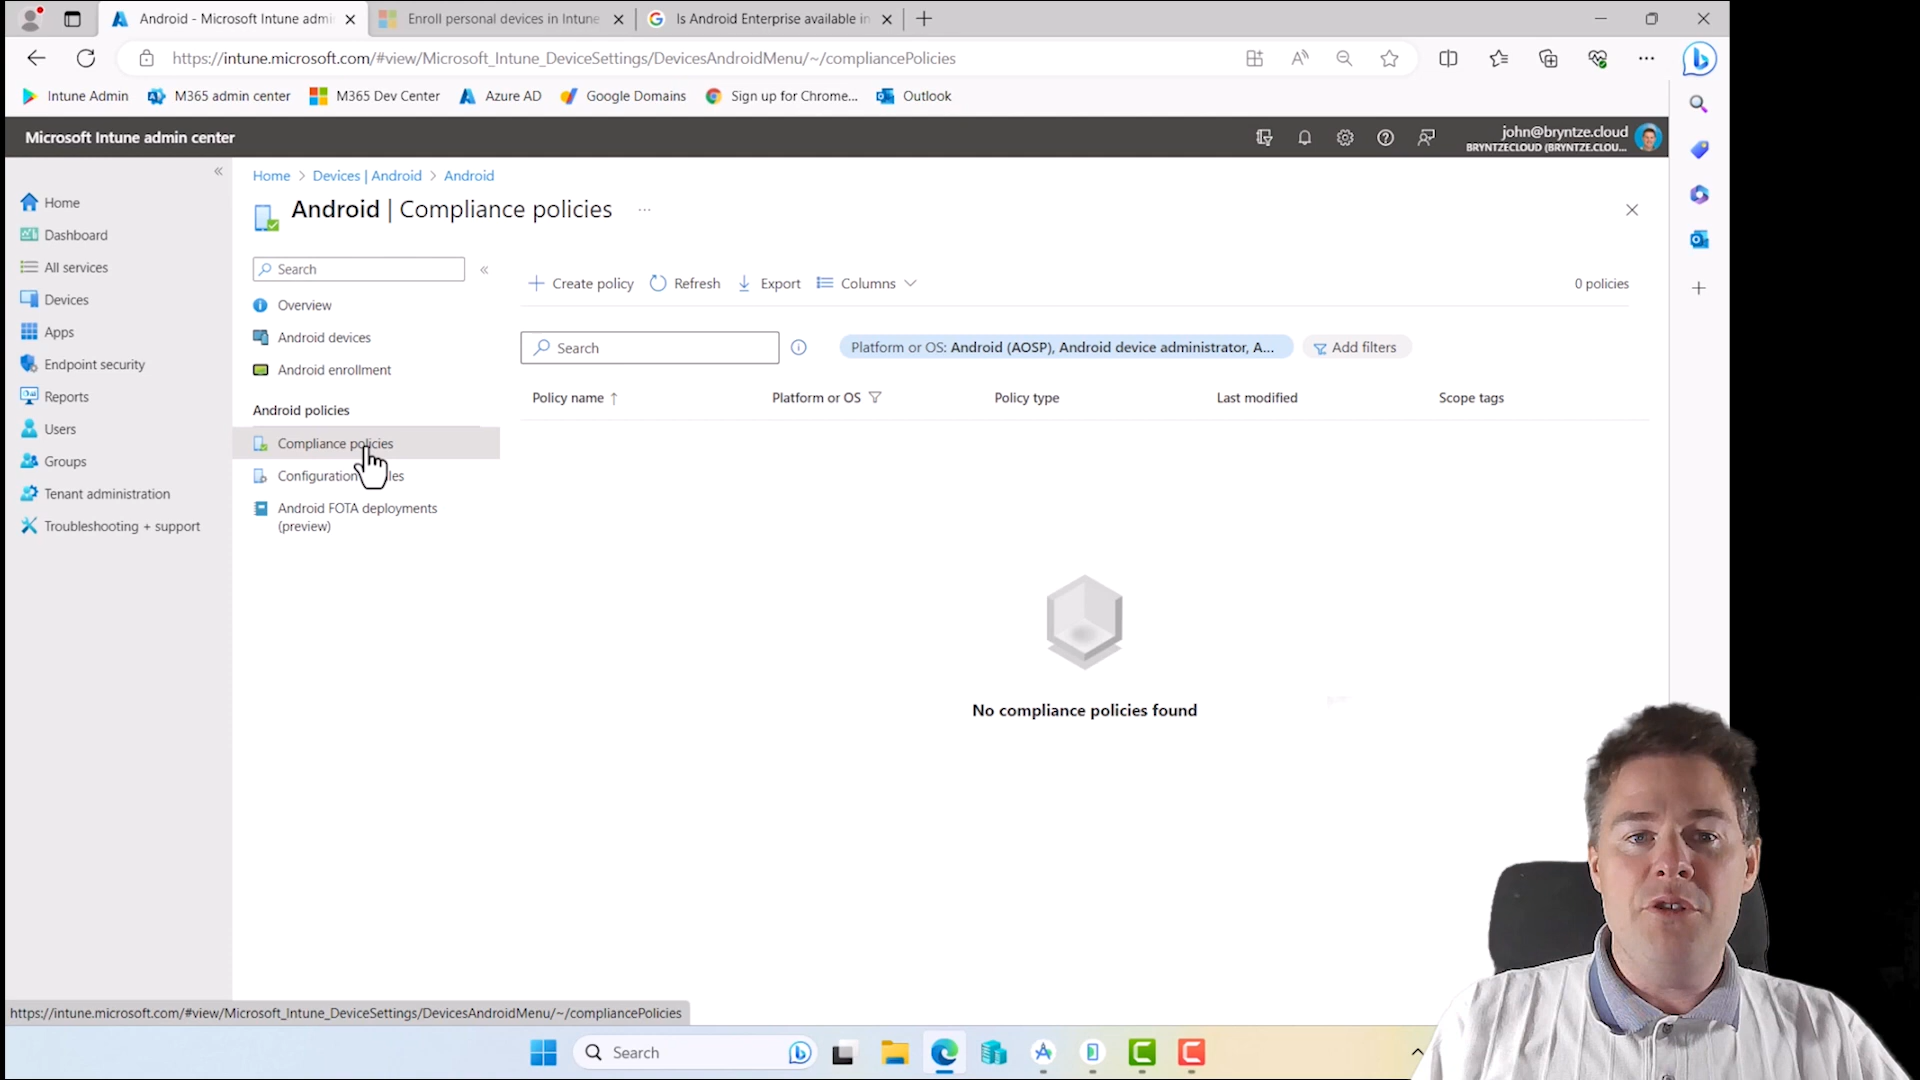 Android - Microsoft Intune admi
Enroll personal devices in Intune
Is Android Enterprise available in
https://intune.microsoft.com/#view/Microsoft_Intune_DeviceSettings/DevicesAndroidMenu/~/compliancePolicies
Intune Admin
M365 admin center
M365 Dev Center
Azure AD
Google Domains
Sign up for Chrome...
Outlook
Microsoft Intune admin center
john@bryntze.cloud
BRYNTZECLOUD (BRYNTZE.CLOU...
Home
Dashboard
All services
Devices
Apps
Endpoint security
Reports
Users
Groups
Tenant administration
Troubleshooting + support
Home > Devices | Android > Android
Android | Compliance policies
...
Search
Overview
Android devices
Android enrollment
Android policies
Compliance policies
Configuration
Android FOTA deployments
(preview)
Create policy
Refresh
Export
Columns
0 policies
Search
Platform or OS: Android (AOSP), Android device administrator, A...
Add filters
Policy name ↑
Platform or OS
Policy type
Last modified
Scope tags
No compliance policies found
https://intune.microsoft.com/#view/Microsoft_Intune_DeviceSettings/DevicesAndroidMenu/~/compliancePolicies
Search